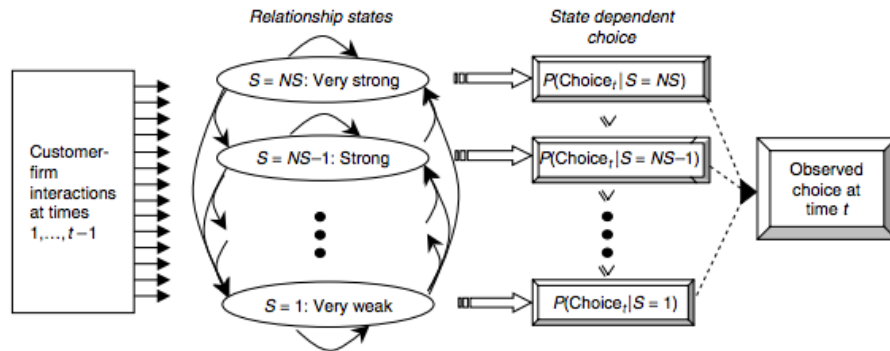 Relationship states
State dependent
choice
Customer-
firm
interactions
at times
1,…, t – 1
S = NS: Very strong
S = NS–1: Strong
S = 1: Very weak
P(Choiceₜ | S = NS)
P(Choiceₜ | S = NS–1)
P(Choiceₜ | S = 1)
Observed
choice at
time t